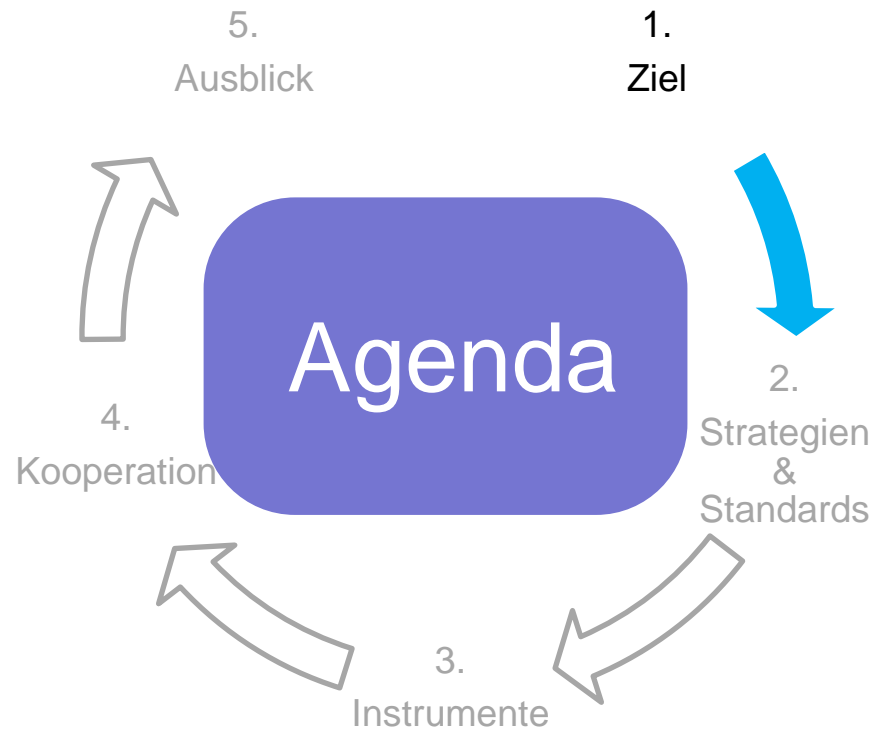 1.
Ziel
2.
Strategien
&
Standards
3.
Instrumente
4.
Kooperation
5.
Ausblick
Agenda